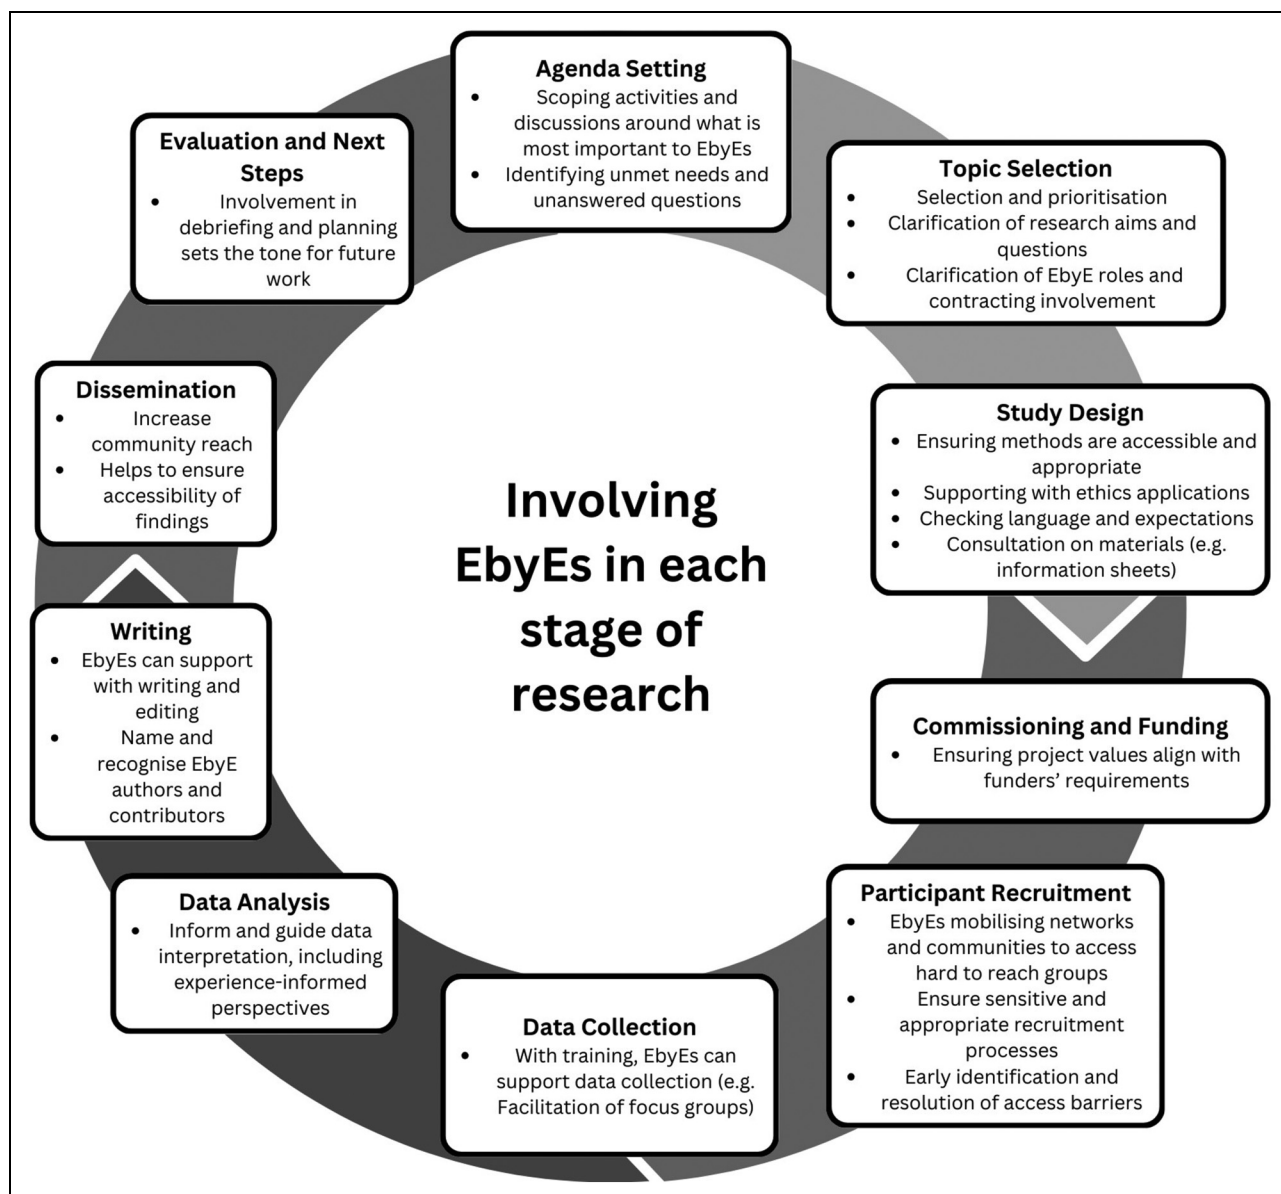 Agenda Setting
• Scoping activities and
discussions around what is
most important to EbyEs
• Identifying unmet needs and
unanswered questions
Topic Selection
• Selection and prioritisation
• Clarification of research aims and
questions
• Clarification of EbyE roles and
contracting involvement
Study Design
• Ensuring methods are accessible and
appropriate
• Supporting with ethics applications
• Checking language and expectations
• Consultation on materials (e.g.
information sheets)
Commissioning and Funding
• Ensuring project values align with
funders’ requirements
Participant Recruitment
• EbyEs mobilising networks
and communities to access
hard to reach groups
• Ensure sensitive and
appropriate recruitment
processes
• Early identification and
resolution of access barriers
Data Collection
• With training, EbyEs can
support data collection (e.g.
Facilitation of focus groups)
Data Analysis
• Inform and guide data
interpretation, including
experience-informed
perspectives
Writing
• EbyEs can support
with writing and
editing
• Name and
recognise EbyE
authors and
contributors
Dissemination
• Increase
community reach
• Helps to ensure
accessibility of
findings
Evaluation and Next
Steps
• Involvement in
debriefing and planning
sets the tone for future
work
Involving
EbyEs in each
stage of
research